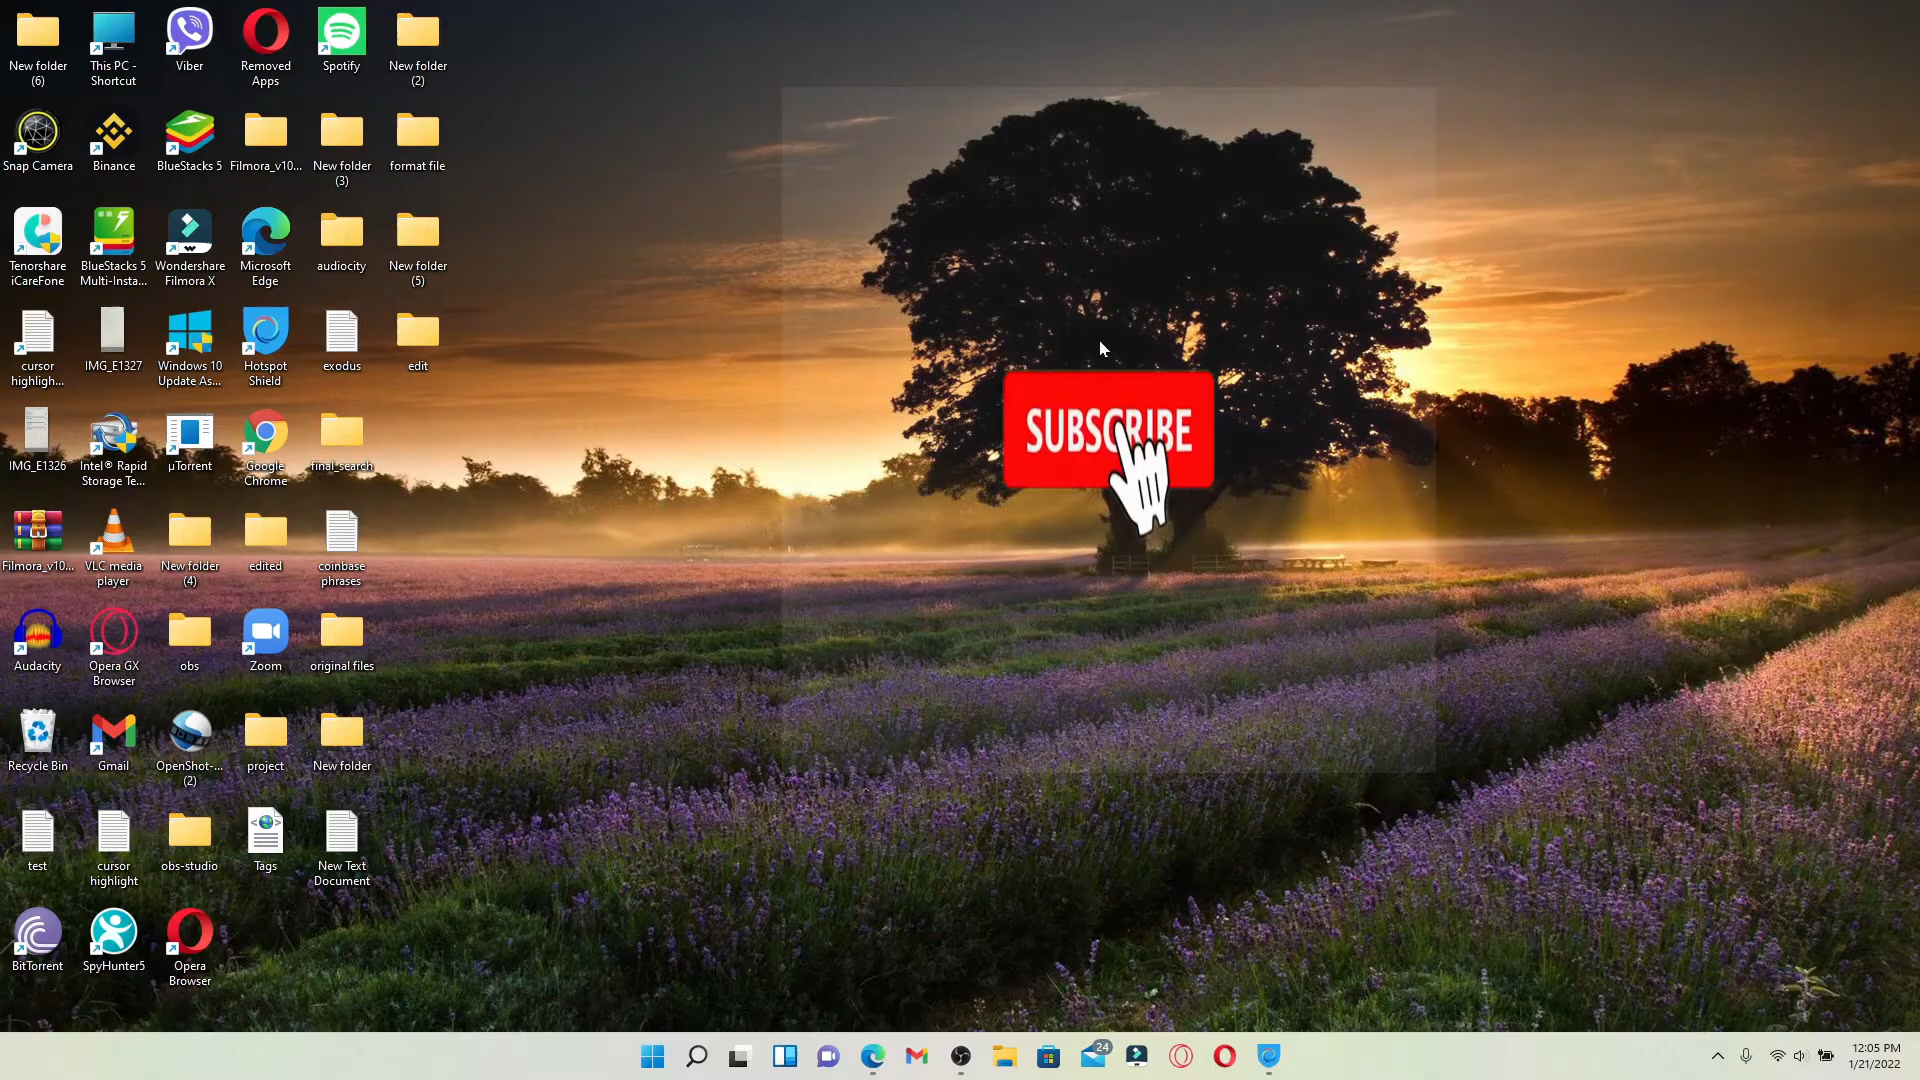 New folder
(6)
This PC -
Shortcut
Viber
Removed
Apps
Spotify
New folder
(2)
Snap Camera
Binance
BlueStacks 5
Filmora_v10...
New folder
(3)
format file
Tenorshare
iCareFone
BlueStacks 5
Multi-Insta...
Wondershare
Filmora X
Microsoft
Edge
audiocity
New folder
(5)
cursor
highligh...
IMG_E1327
Windows 10
Update As...
Hotspot
Shield
exodus
edit
IMG_E1326
Intel® Rapid
Storage Te...
µTorrent
Google
Chrome
final_search
SUBSCRIBE
Filmora_v10...
VLC media
player
New folder
(4)
edited
coinbase
phrases
Audacity
Opera GX
Browser
obs
Zoom
original files
Recycle Bin
Gmail
OpenShot-...
(2)
project
New folder
test
cursor
highlight
obs-studio
Tags
New Text
Document
BitTorrent
SpyHunter5
Opera
Browser
24
12:05 PM
1/21/2022